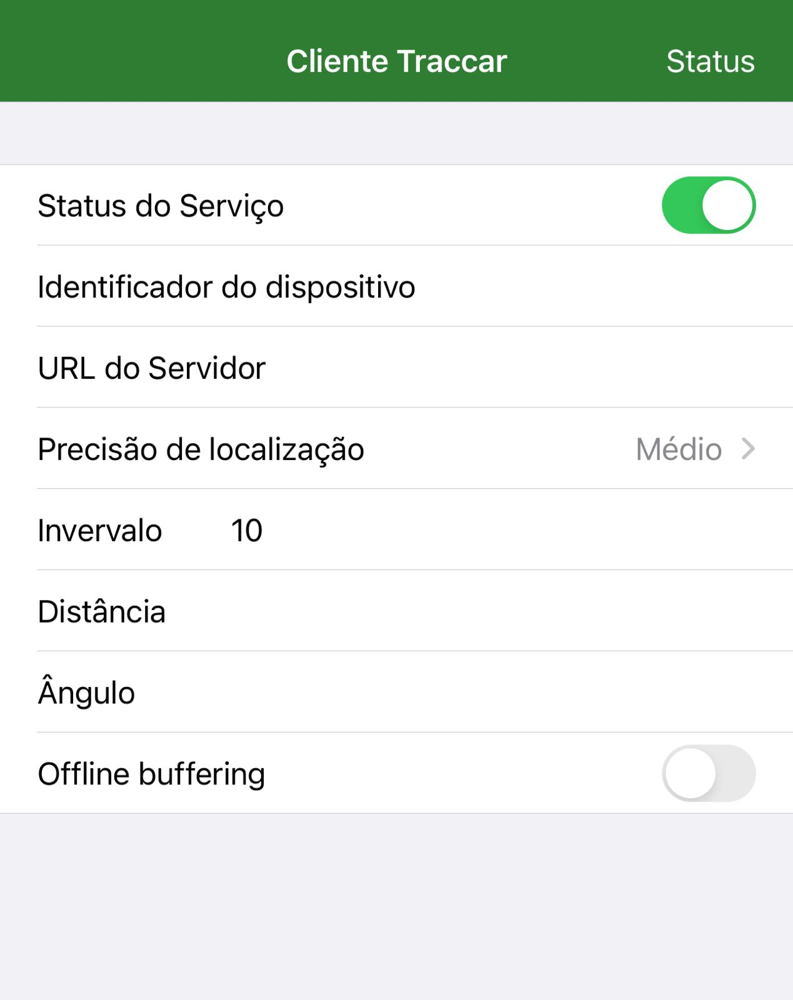 Cliente Traccar Status
Status do Serviço
Identificador do dispositivo
URL do Servidor
Precisão de localização Médio
Invervalo 10
Distância
Ângulo
Offline buffering